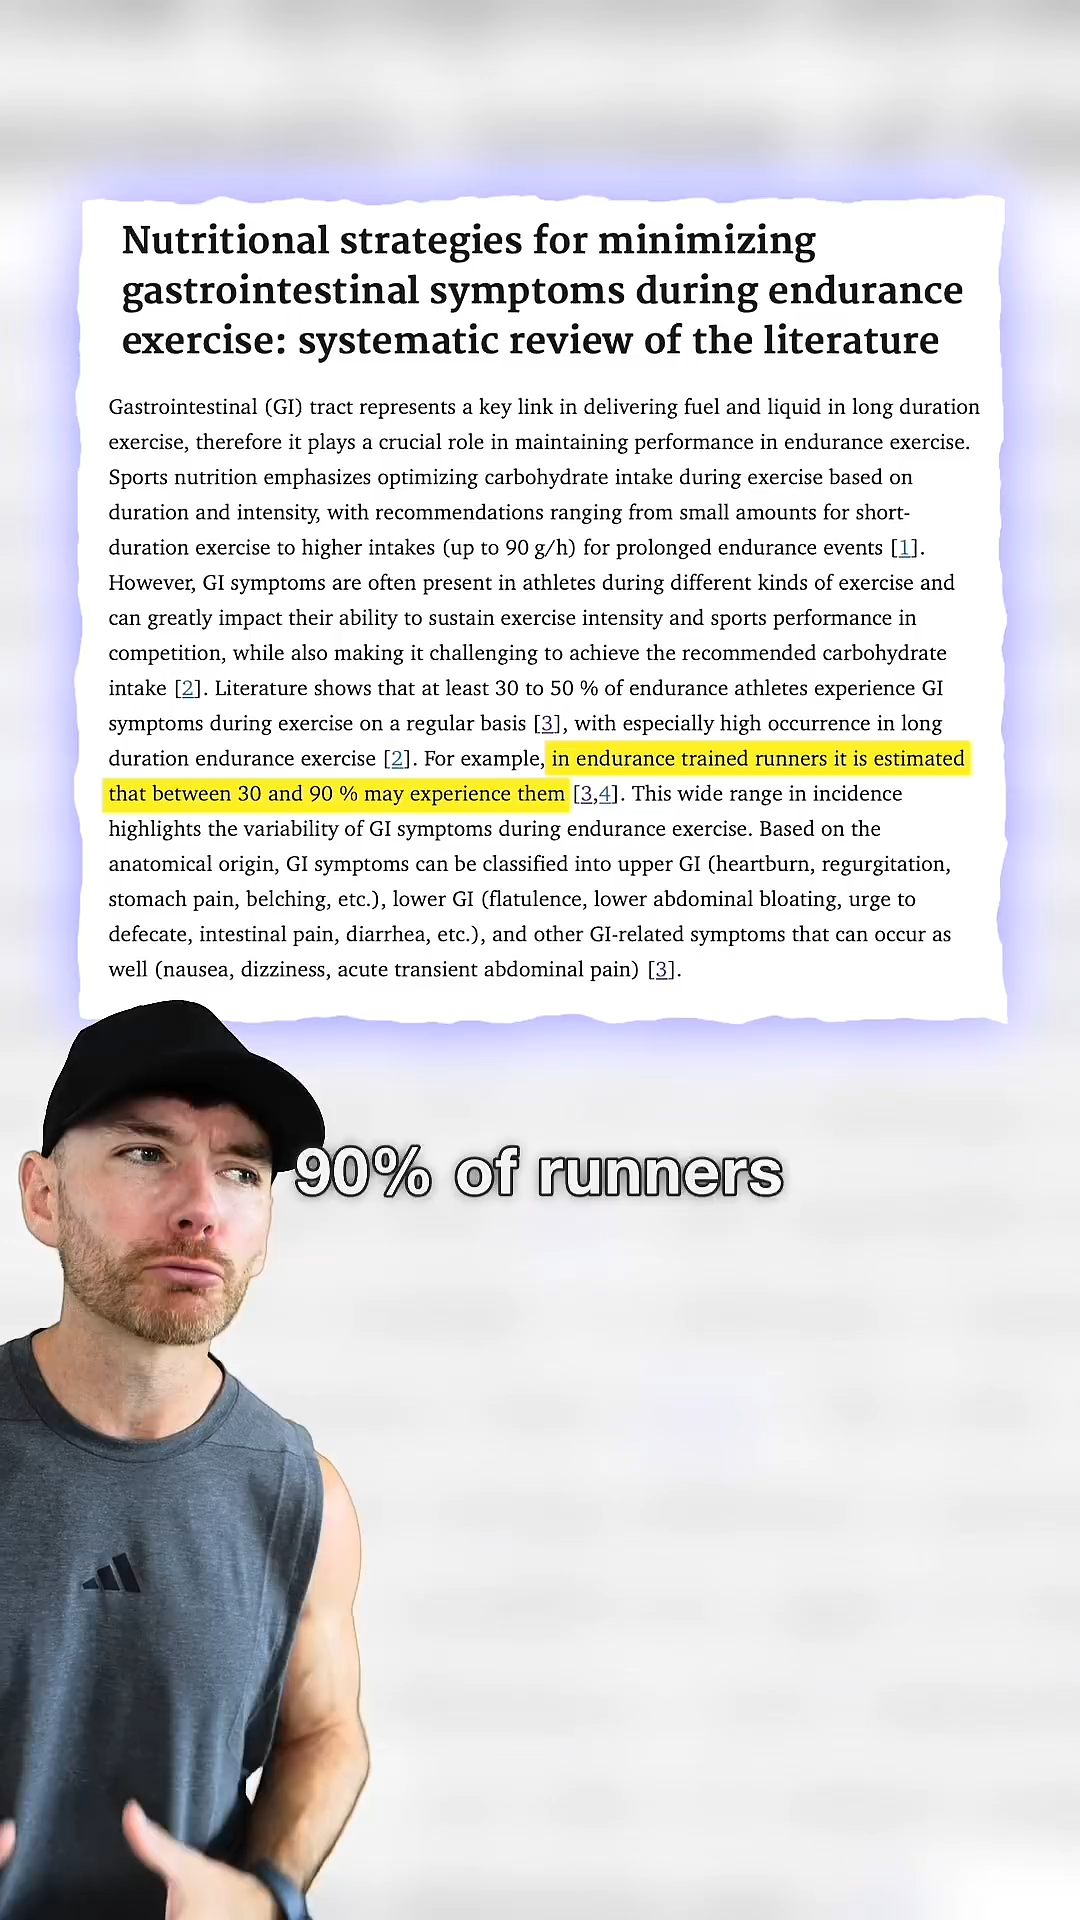 Nutritional strategies for minimizing
gastrointestinal symptoms during endurance
exercise: systematic review of the literature
Gastrointestinal (GI) tract represents a key link in delivering fuel and liquid in long duration
exercise, therefore it plays a crucial role in maintaining performance in endurance exercise.
Sports nutrition emphasizes optimizing carbohydrate intake during exercise based on
duration and intensity, with recommendations ranging from small amounts for short-
duration exercise to higher intakes (up to 90 g/h) for prolonged endurance events [1].
However, GI symptoms are often present in athletes during different kinds of exercise and
can greatly impact their ability to sustain exercise intensity and sports performance in
competition, while also making it challenging to achieve the recommended carbohydrate
intake [2]. Literature shows that at least 30 to 50 % of endurance athletes experience GI
symptoms during exercise on a regular basis [3], with especially high occurrence in long
duration endurance exercise [2]. For example, in endurance trained runners it is estimated
that between 30 and 90 % may experience them [3,4]. This wide range in incidence
highlights the variability of GI symptoms during endurance exercise. Based on the
anatomical origin, GI symptoms can be classified into upper GI (heartburn, regurgitation,
stomach pain, belching, etc.), lower GI (flatulence, lower abdominal bloating, urge to
defecate, intestinal pain, diarrhea, etc.), and other GI-related symptoms that can occur as
well (nausea, dizziness, acute transient abdominal pain) [3].
90% of runners